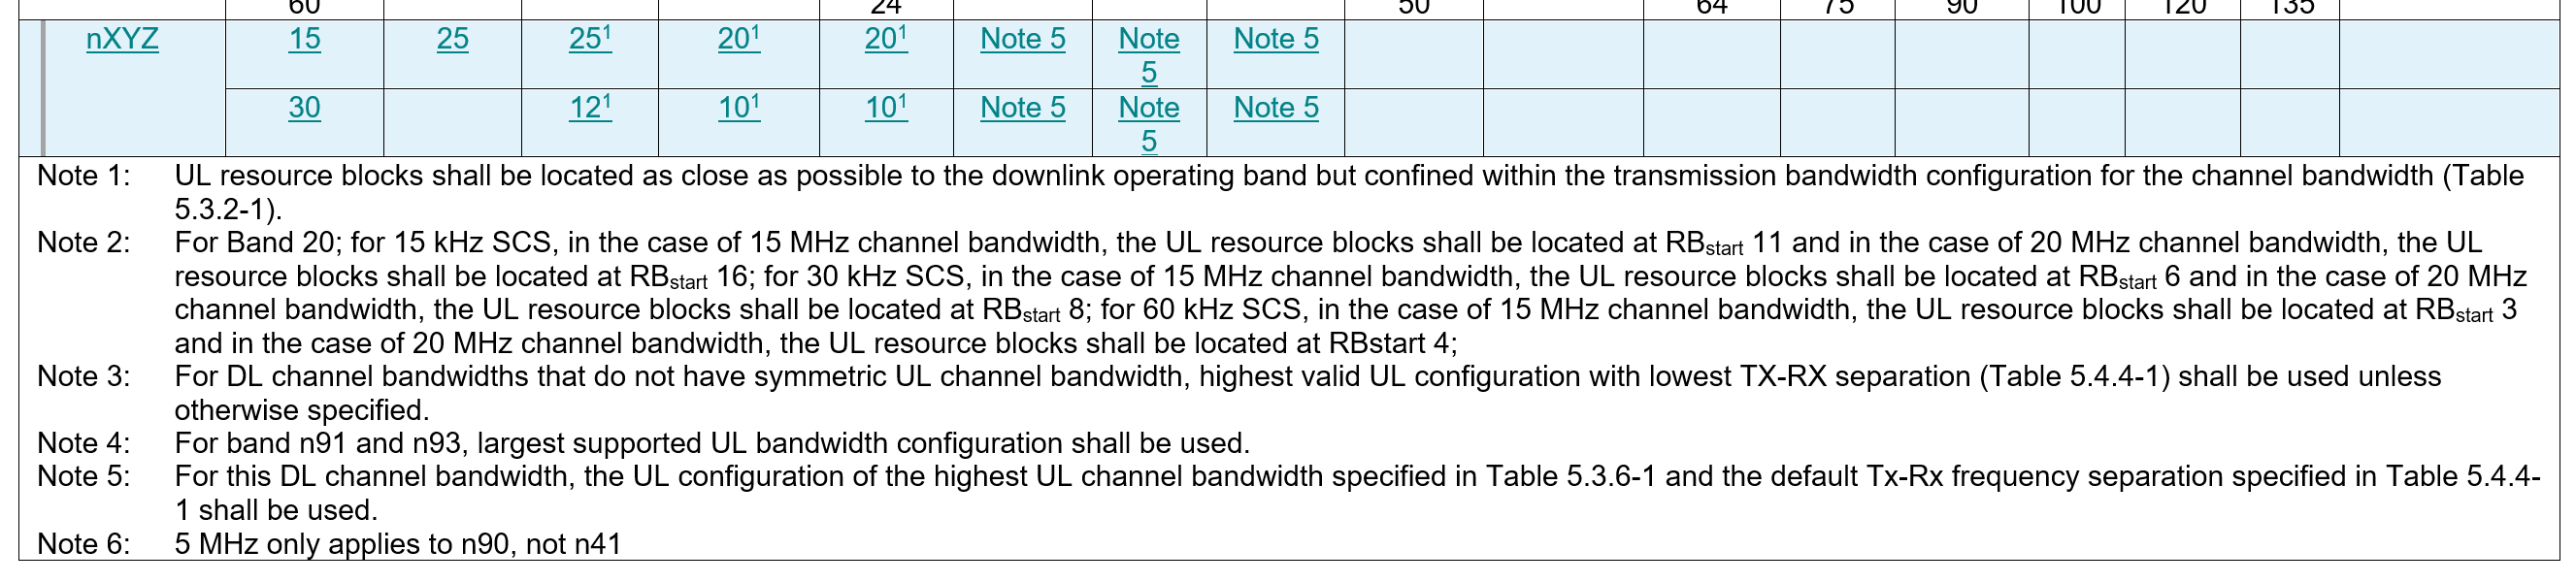 60 24 50 64 75 90 100 120 135
nXYZ 15 25 25¹ 20¹ 20¹ Note 5 Note 5 Note 5
30 12¹ 10¹ 10¹ Note 5 Note 5 Note 5
Note 1: UL resource blocks shall be located as close as possible to the downlink operating band but confined within the transmission bandwidth configuration for the channel bandwidth (Table
5.3.2-1).
Note 2: For Band 20; for 15 kHz SCS, in the case of 15 MHz channel bandwidth, the UL resource blocks shall be located at RBstart 11 and in the case of 20 MHz channel bandwidth, the UL
resource blocks shall be located at RBstart 16; for 30 kHz SCS, in the case of 15 MHz channel bandwidth, the UL resource blocks shall be located at RBstart 6 and in the case of 20 MHz
channel bandwidth, the UL resource blocks shall be located at RBstart 8; for 60 kHz SCS, in the case of 15 MHz channel bandwidth, the UL resource blocks shall be located at RBstart 3
and in the case of 20 MHz channel bandwidth, the UL resource blocks shall be located at RBstart 4;
Note 3: For DL channel bandwidths that do not have symmetric UL channel bandwidth, highest valid UL configuration with lowest TX-RX separation (Table 5.4.4-1) shall be used unless
otherwise specified.
Note 4: For band n91 and n93, largest supported UL bandwidth configuration shall be used.
Note 5: For this DL channel bandwidth, the UL configuration of the highest UL channel bandwidth specified in Table 5.3.6-1 and the default Tx-Rx frequency separation specified in Table 5.4.4-
1 shall be used.
Note 6: 5 MHz only applies to n90, not n41